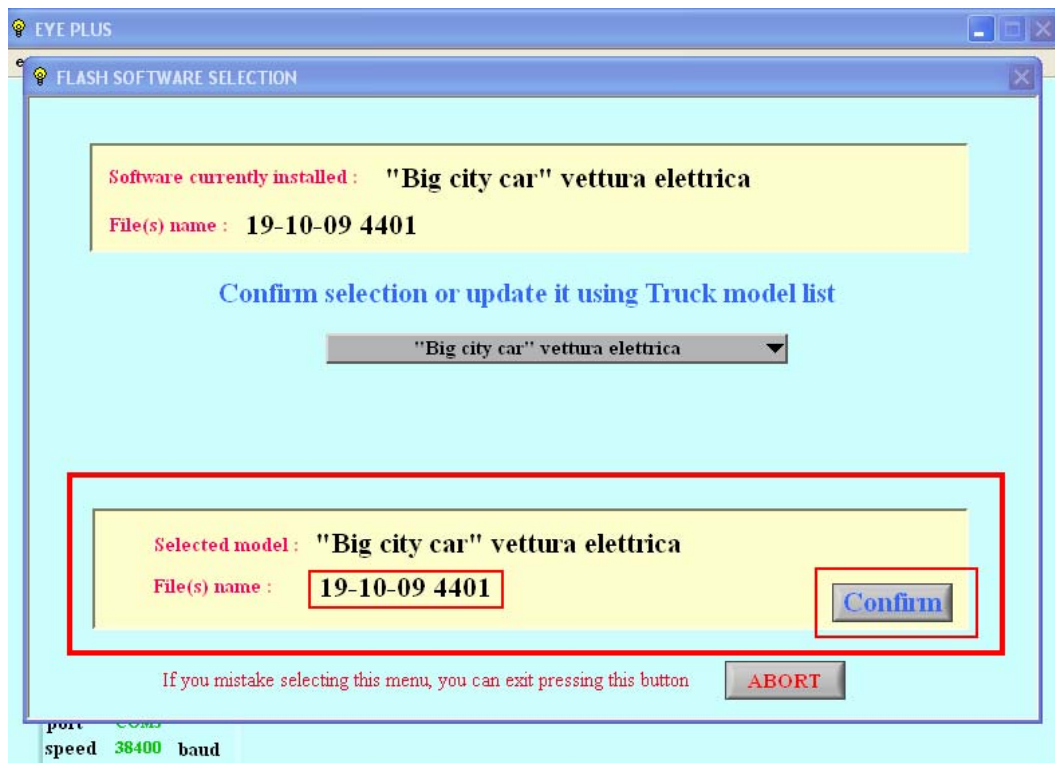 EYE PLUS
FLASH SOFTWARE SELECTION
Software currently installed : "Big city car" vettura elettrica
File(s) name : 19-10-09 4401
Confirm selection or update it using Truck model list
"Big city car" vettura elettrica
Selected model : "Big city car" vettura elettrica
File(s) name : 19-10-09 4401
Confirm
If you mistake selecting this menu, you can exit pressing this button ABORT
port
speed 38400 baud